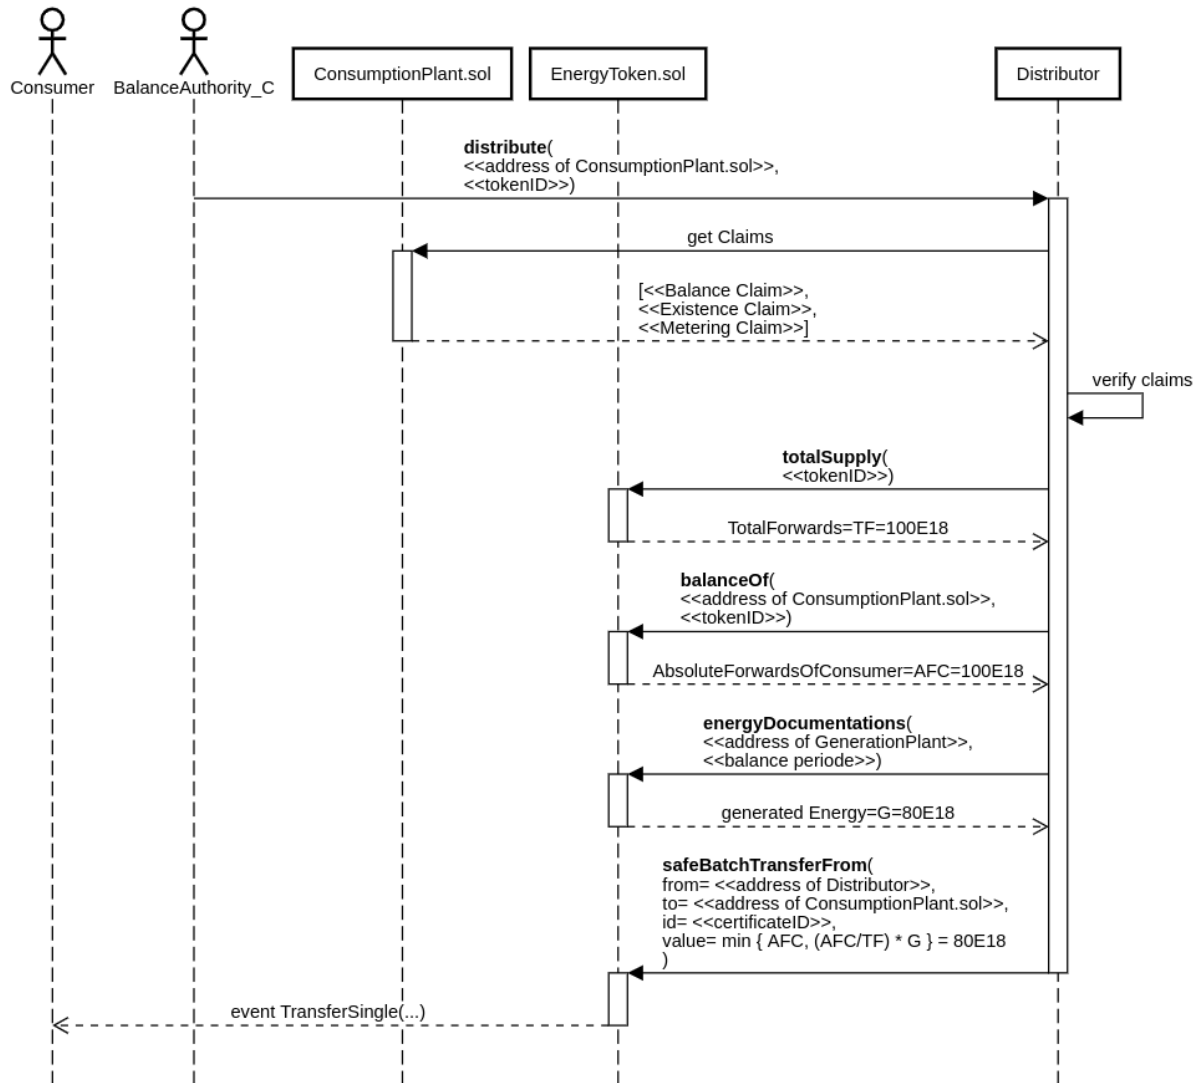 Consumer
BalanceAuthority_C
ConsumptionPlant.sol
EnergyToken.sol
Distributor
distribute(
<<address of ConsumptionPlant.sol>>,
<<tokenID>>)
get Claims
[<<Balance Claim>>,
<<Existence Claim>>,
<<Metering Claim>>]
verify claims
totalSupply(
<<tokenID>>)
TotalForwards=TF=100E18
balanceOf(
<<address of ConsumptionPlant.sol>>,
<<tokenID>>)
AbsoluteForwardsOfConsumer=AFC=100E18
energyDocumentations(
<<address of GenerationPlant>>,
<<balance periode>>)
generated Energy=G=80E18
safeBatchTransferFrom(
from= <<address of Distributor>>,
to= <<address of ConsumptionPlant.sol>>,
id= <<certificateID>>,
value= min { AFC, (AFC/TF) * G } = 80E18
)
event TransferSingle(...)